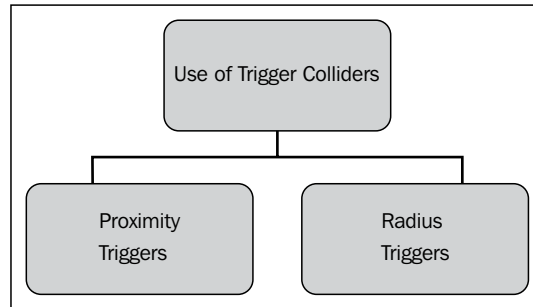 Use of Trigger Colliders
Proximity
Triggers
Radius
Triggers